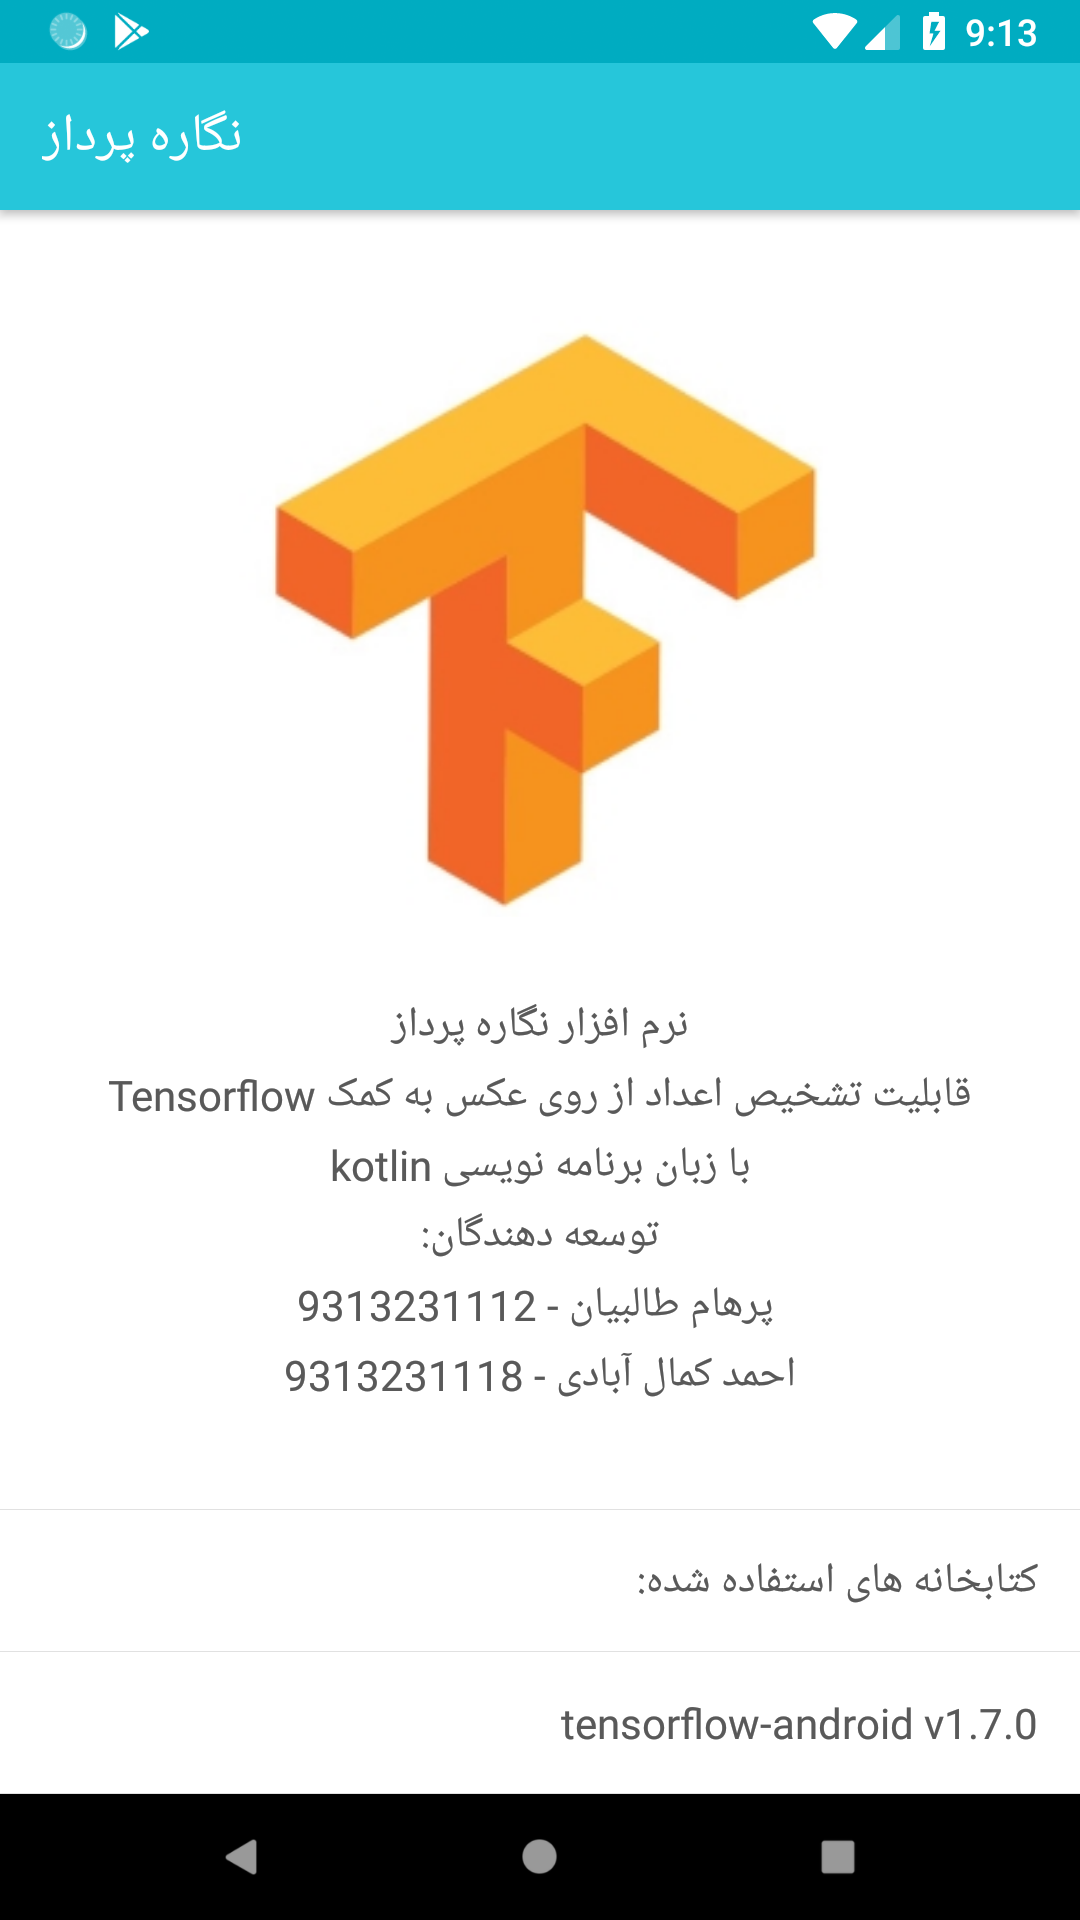 9:13
نگاره پرداز
نرم افزار نگاره پرداز
قابلیت تشخیص اعداد از روی عکس به کمک Tensorflow
با زبان برنامه نویسی kotlin
توسعه دهندگان:
پرهام طالبیان - 9313231112
احمد کمال آبادی - 9313231118
کتابخانه های استفاده شده:
tensorflow-android v1.7.0